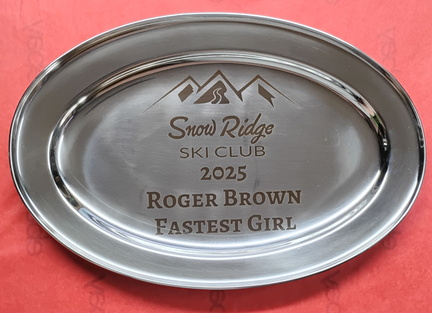 Snow Ridge
SKI CLUB
2025
ROGER BROWN
FASTEST GIRL